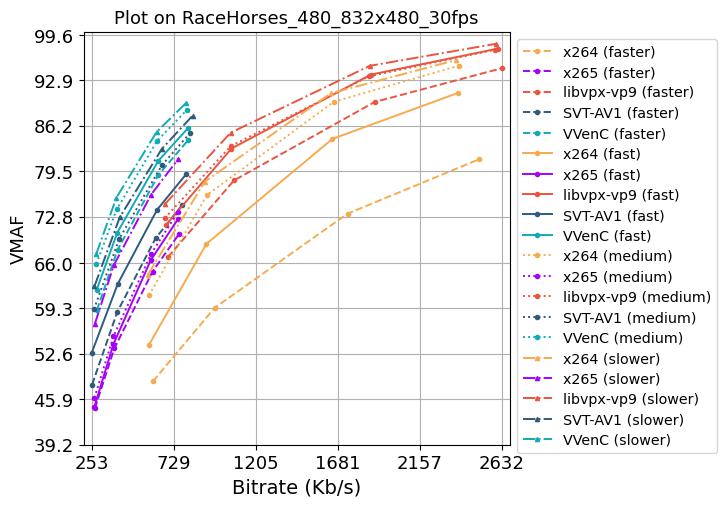 Plot on RaceHorses_480_832x480_30fps
99.6
92.9
86.2
79.5
72.8
66.0
59.3
52.6
45.9
39.2
VMAF
253 729 1205 1681 2157 2632
Bitrate (Kb/s)
x264 (faster)
x265 (faster)
libvpx-vp9 (faster)
SVT-AV1 (faster)
VVenC (faster)
x264 (fast)
x265 (fast)
libvpx-vp9 (fast)
SVT-AV1 (fast)
VVenC (fast)
x264 (medium)
x265 (medium)
libvpx-vp9 (medium)
SVT-AV1 (medium)
VVenC (medium)
x264 (slower)
x265 (slower)
libvpx-vp9 (slower)
SVT-AV1 (slower)
VVenC (slower)